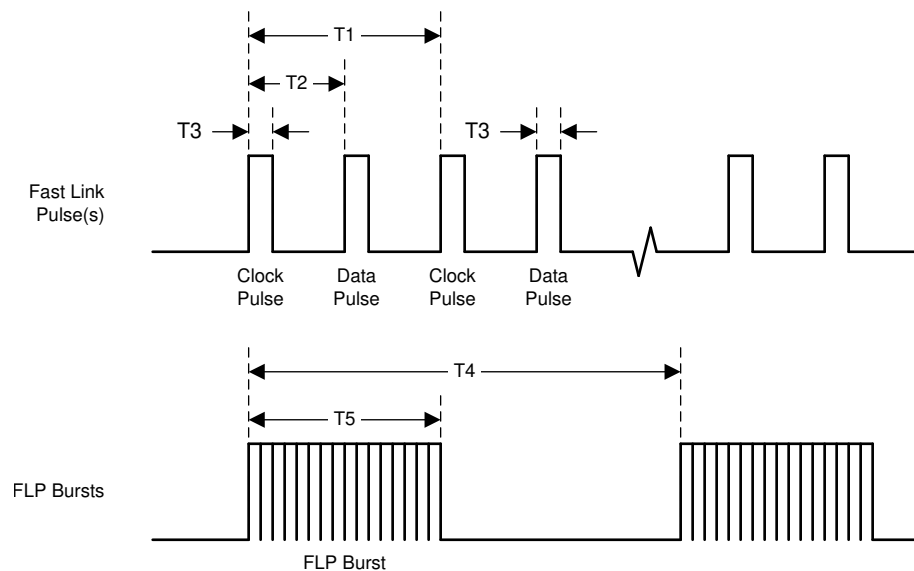 T1
T2
T3
T3
Fast Link
Pulse(s)
Clock
Pulse
Data
Pulse
Clock
Pulse
Data
Pulse
T4
T5
FLP Bursts
FLP Burst